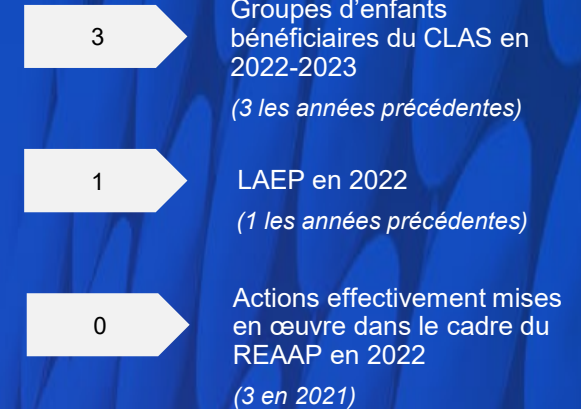 3
Groupes d’enfants
bénéficiaires du CLAS en
2022-2023
(3 les années précédentes)
1
LAEP en 2022
(1 les années précédentes)
0
Actions effectivement mises
en œuvre dans le cadre du
REAAP en 2022
(3 en 2021)